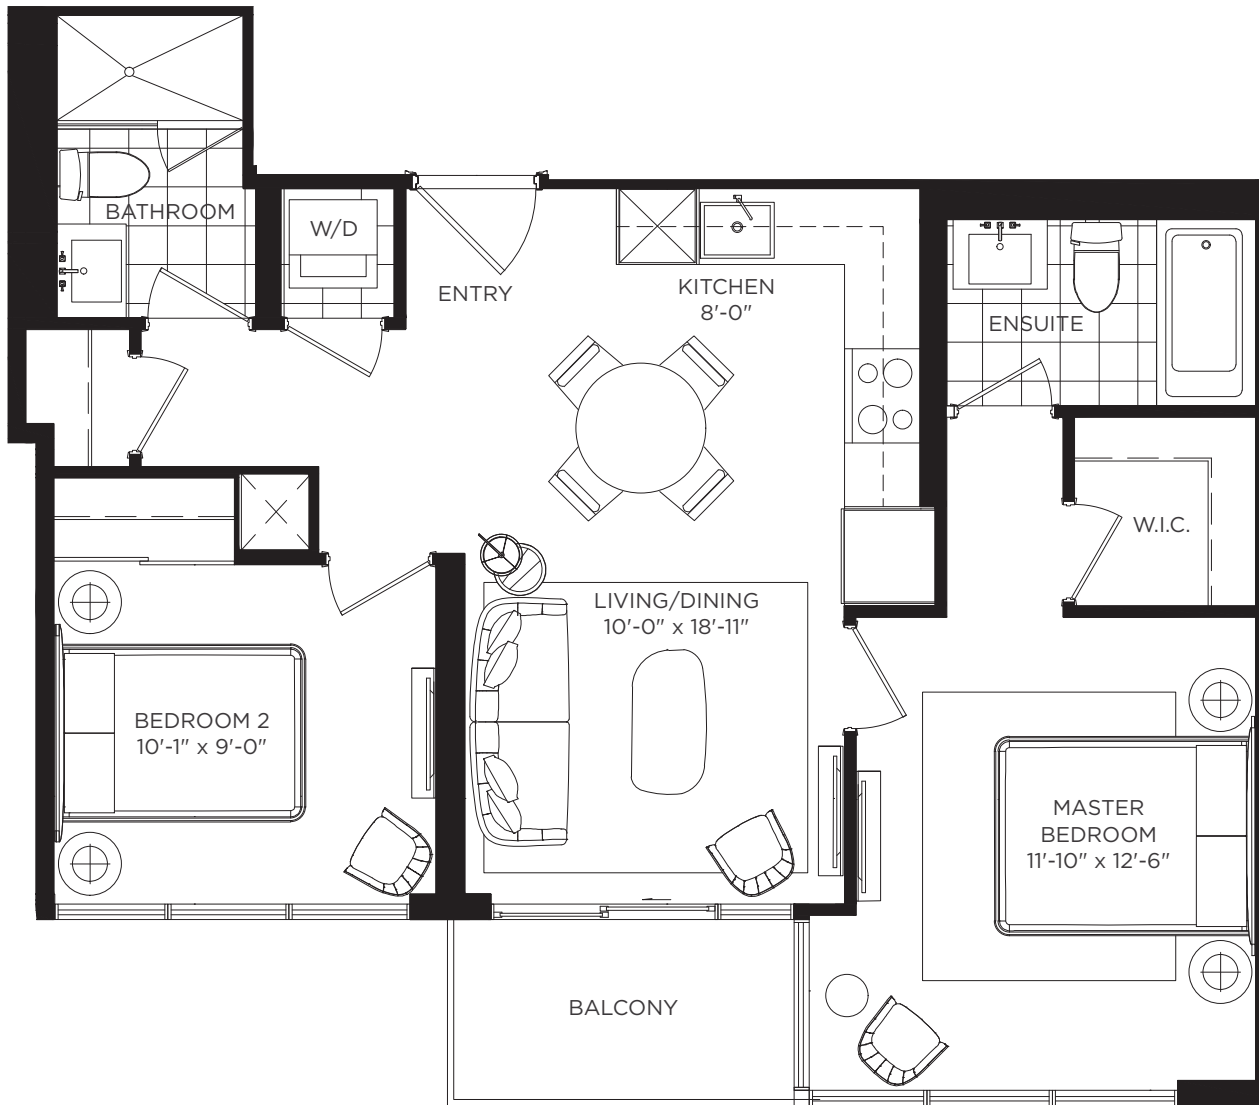 BATHROOM
W/D
ENTRY
KITCHEN
8'-0"
ENSUITE
W.I.C.
LIVING/DINING
10'-0" x 18'-11"
BEDROOM 2
10'-1" x 9'-0"
MASTER
BEDROOM
11'-10" x 12'-6"
BALCONY